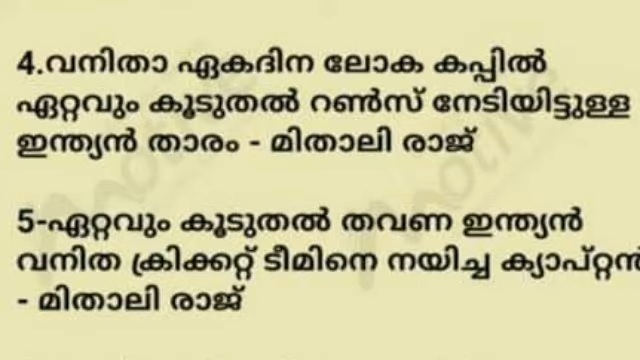 4.വനിതാ ഏകദിന ലോക കപ്പിൽ
ഏറ്റവും കൂടുതൽ റൺസ് നേടിയിട്ടുള്ള
ഇന്ത്യൻ താരം - മിതാലി രാജ്
5-ഏറ്റവും കൂടുതൽ തവണ ഇന്ത്യൻ
വനിത ക്രിക്കറ്റ് ടീമിനെ നയിച്ച ക്യാപ്റ്റൻ
- മിതാലി രാജ്